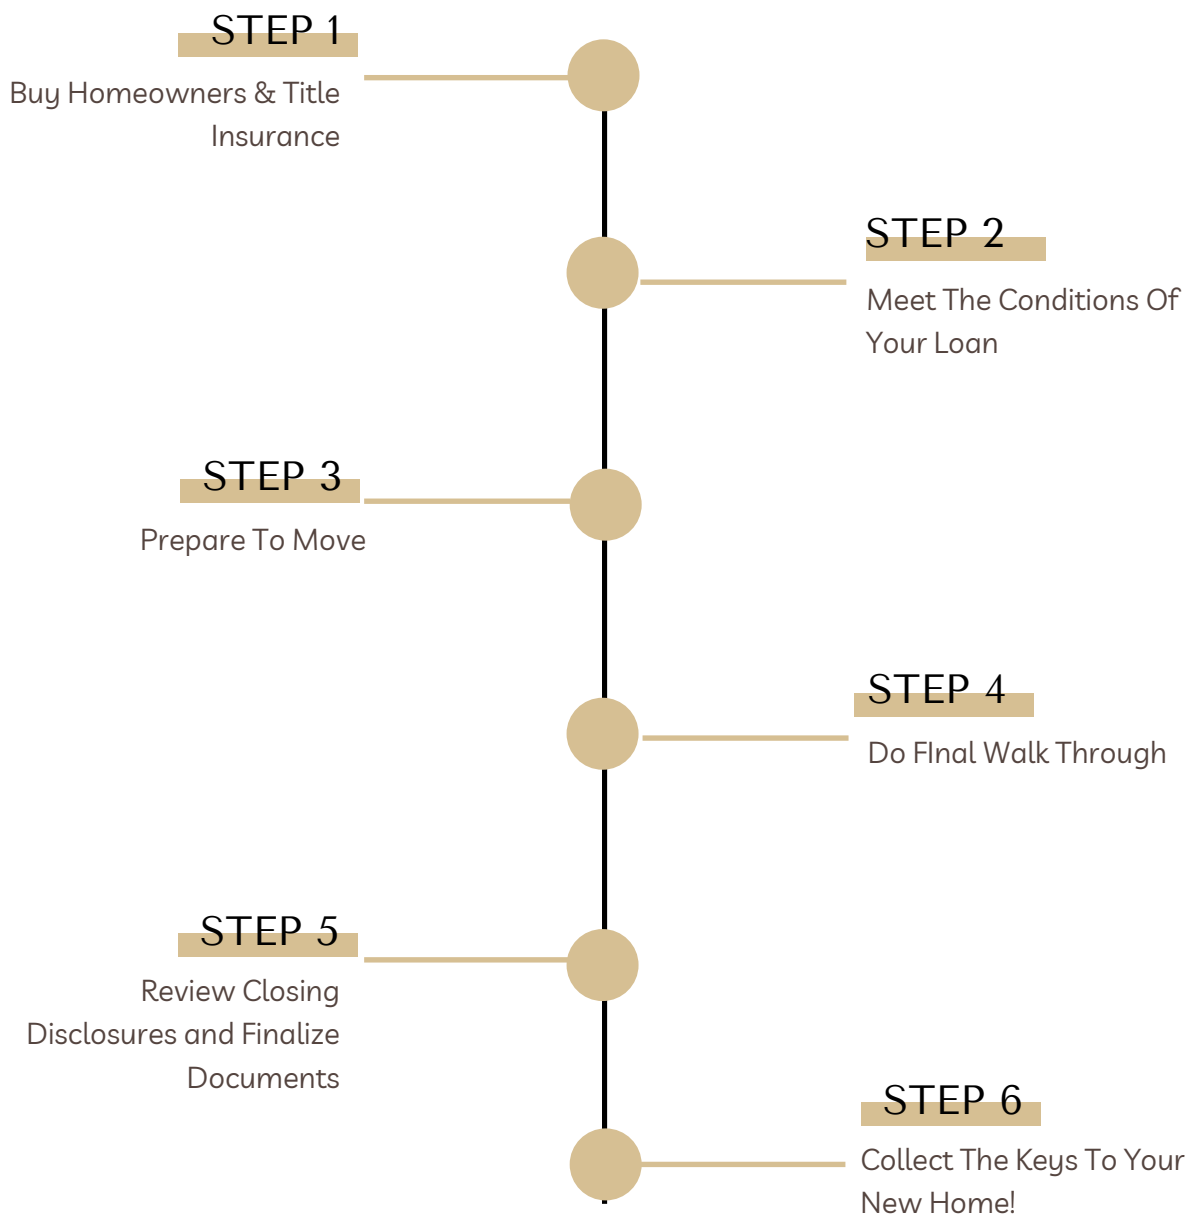 STEP 1
Buy Homeowners & Title
Insurance
STEP 2
Meet The Conditions Of
Your Loan
STEP 3
Prepare To Move
STEP 4
Do FInal Walk Through
STEP 5
Review Closing
Disclosures and Finalize
Documents
STEP 6
Collect The Keys To Your
New Home!